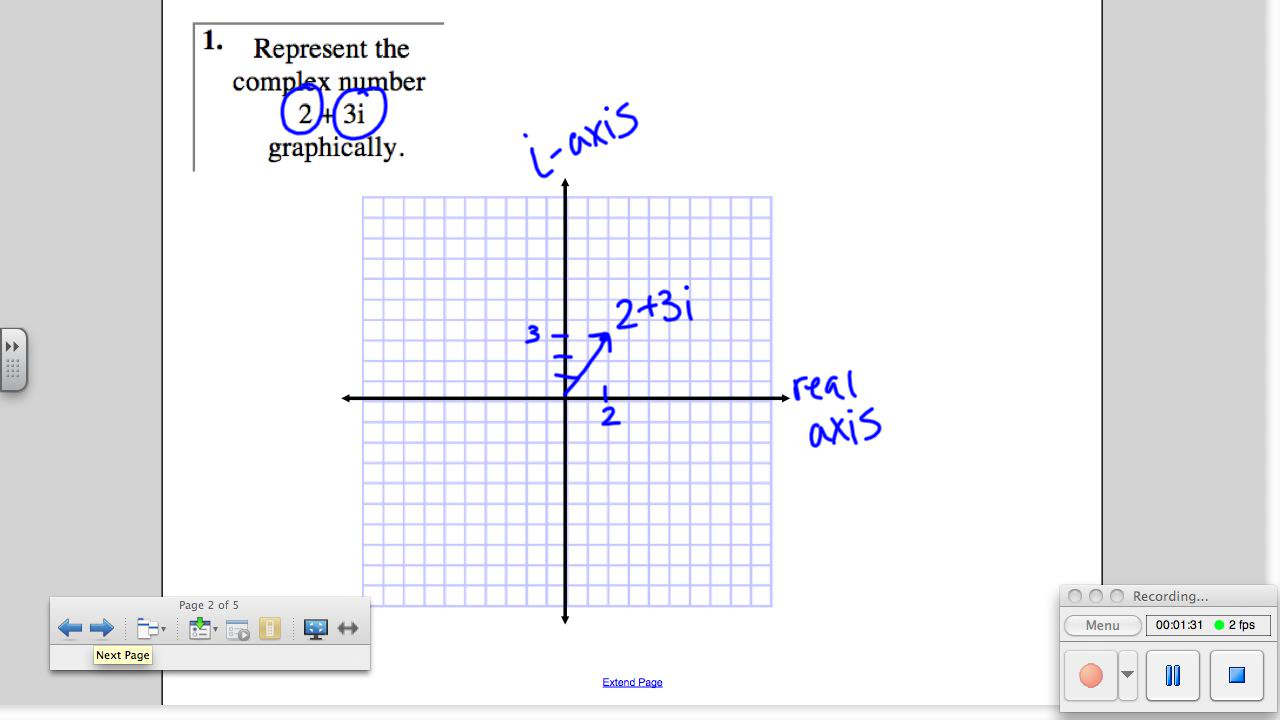 1. Represent the
complex number
2 + 3i
graphically.
i-axis
2+3i
3
real
axis
2
Page 2 of 5
Next Page
Extend Page
Recording...
Menu
00:01:31 2 fps